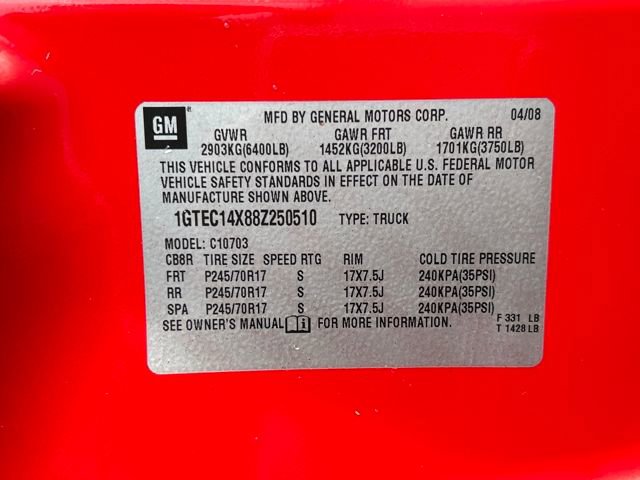 GM MFD BY GENERAL MOTORS CORP. 04/08
GVWR GAWR FRT GAWR RR
2903KG(6400LB) 1452KG(3200LB) 1701KG(3750LB)
THIS VEHICLE CONFORMS TO ALL APPLICABLE U.S. FEDERAL MOTOR
VEHICLE SAFETY STANDARDS IN EFFECT ON THE DATE OF
MANUFACTURE SHOWN ABOVE.
1GTEC14X88Z250510 TYPE: TRUCK
MODEL: C10703
CB8R TIRE SIZE SPEED RTG RIM COLD TIRE PRESSURE
FRT P245/70R17 S 17X7.5J 240KPA(35PSI)
RR P245/70R17 S 17X7.5J 240KPA(35PSI)
SPA P245/70R17 S 17X7.5J 240KPA(35PSI)
SEE OWNER'S MANUAL i FOR MORE INFORMATION.
F 331 LB
T 1428 LB